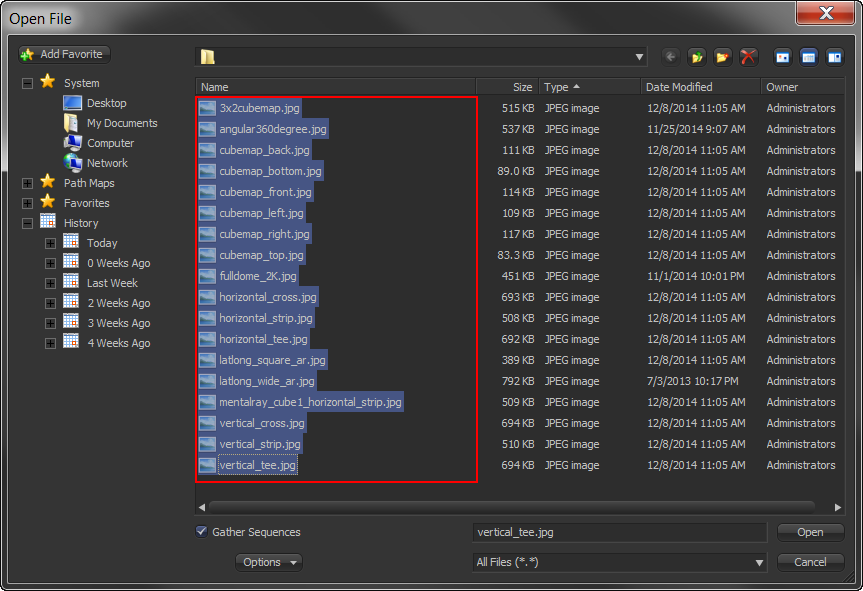 Open File
Add Favorite
System
Desktop
My Documents
Computer
Network
Path Maps
Favorites
History
Today
0 Weeks Ago
Last Week
2 Weeks Ago
3 Weeks Ago
4 Weeks Ago
Name Size Type Date Modified Owner
3x2cubemap.jpg 515 KB JPEG image 12/8/2014 11:05 AM Administrators
angular360degree.jpg 537 KB JPEG image 11/25/2014 9:07 AM Administrators
cubemap_back.jpg 111 KB JPEG image 12/8/2014 11:05 AM Administrators
cubemap_bottom.jpg 89.0 KB JPEG image 12/8/2014 11:05 AM Administrators
cubemap_front.jpg 114 KB JPEG image 12/8/2014 11:05 AM Administrators
cubemap_left.jpg 109 KB JPEG image 12/8/2014 11:05 AM Administrators
cubemap_right.jpg 117 KB JPEG image 12/8/2014 11:05 AM Administrators
cubemap_top.jpg 83.3 KB JPEG image 12/8/2014 11:05 AM Administrators
fulldome_2K.jpg 451 KB JPEG image 11/1/2014 10:01 PM Administrators
horizontal_cross.jpg 693 KB JPEG image 12/8/2014 11:05 AM Administrators
horizontal_strip.jpg 508 KB JPEG image 12/8/2014 11:05 AM Administrators
horizontal_tee.jpg 692 KB JPEG image 12/8/2014 11:05 AM Administrators
latlong_square_ar.jpg 389 KB JPEG image 12/8/2014 11:05 AM Administrators
latlong_wide_ar.jpg 792 KB JPEG image 7/3/2013 10:17 PM Administrators
mentalray_cube1_horizontal_strip.jpg 509 KB JPEG image 12/8/2014 11:05 AM Administrators
vertical_cross.jpg 694 KB JPEG image 12/8/2014 11:05 AM Administrators
vertical_strip.jpg 510 KB JPEG image 12/8/2014 11:05 AM Administrators
vertical_tee.jpg 694 KB JPEG image 12/8/2014 11:05 AM Administrators
Gather Sequences
vertical_tee.jpg
Open
Options
All Files (*.*)
Cancel